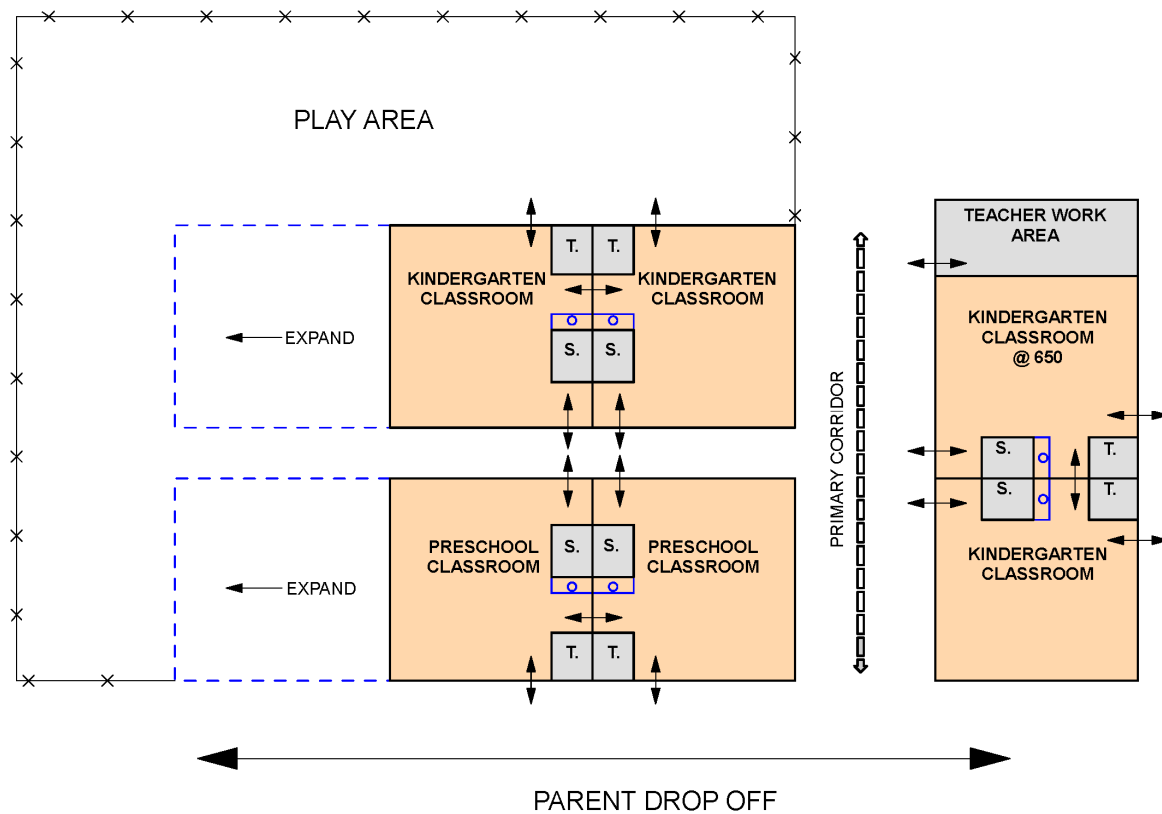 PLAY AREA
TEACHER WORK
AREA
T.
T.
KINDERGARTEN
CLASSROOM
KINDERGARTEN
CLASSROOM
EXPAND
S.
S.
KINDERGARTEN
CLASSROOM
@ 650
PRIMARY CORRIDOR
S.
T.
S.
T.
PRESCHOOL
CLASSROOM
S.
S.
PRESCHOOL
CLASSROOM
KINDERGARTEN
CLASSROOM
EXPAND
T.
T.
PARENT DROP OFF